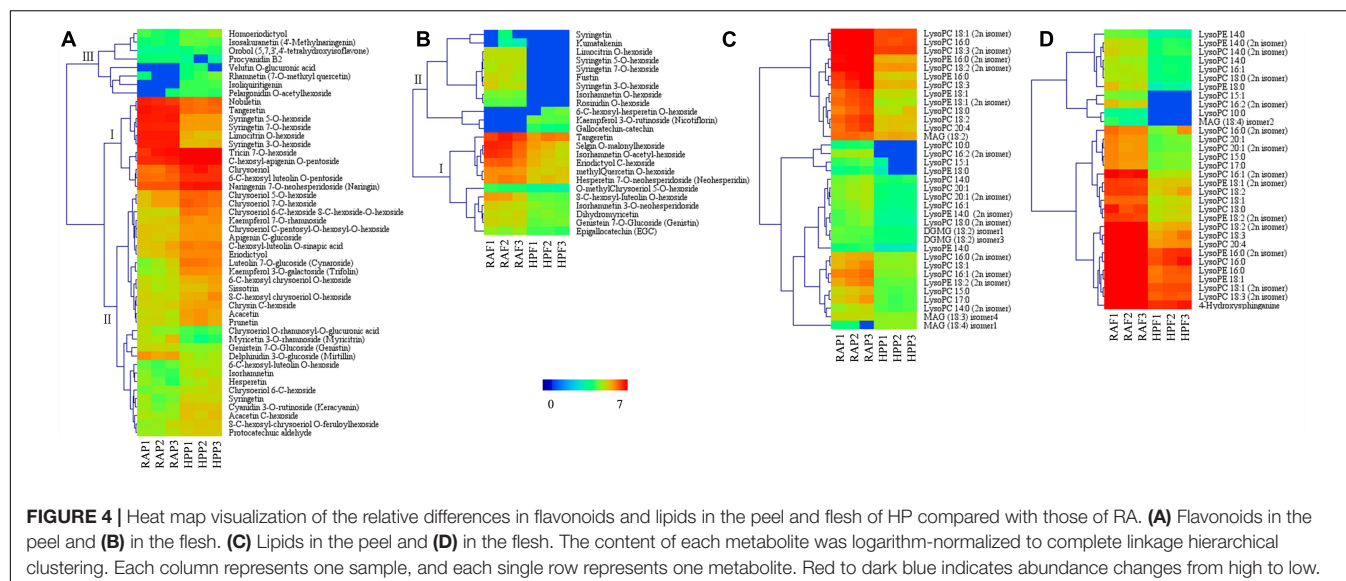 A
III
I
II
Homoeriodictyol
Isosakuranetin (4'-Methylnaringenin)
Orobol (5,7,3',4'-tetrahydroxyisoflavone)
Procyanidin B2
Velutin O-glucuronic acid
Rhamnetin (7-O-methyl quercetin)
Isoliquiritigenin
Pelargonidin O-acetylhexoside
Nobiletin
Tangeretin
Syringetin 5-O-hexoside
Syringetin 7-O-hexoside
Limocitrin O-hexoside
Syringetin 3-O-hexoside
Tricin 7-O-hexoside
C-hexosyl-apigenin O-pentoside
Chrysoeriol
6-C-hexosyl luteolin O-pentoside
Naringenin 7-O-neohesperidoside (Naringin)
Chrysoeriol 5-O-hexoside
Chrysoeriol 7-O-hexoside
Chrysoeriol 6-C-hexoside 8-C-hexoside-O-hexoside
Kaempferol 7-O-rhamnoside
Chrysoeriol C-pentosyl-O-hexosyl-O-hexoside
Apigenin C-glucoside
C-hexosyl-luteolin O-sinapic acid
Eriodictyol
Luteolin 7-O-glucoside (Cynaroside)
Kaempferol 3-O-galactoside (Trifolin)
6-C-hexosyl chrysoeriol O-hexoside
Sissotrin
8-C-hexosyl chrysoeriol O-hexoside
Chrysin C-hexoside
Acacetin
Prunetin
Chrysoeriol O-rhamnosyl-O-glucuronic acid
Myricetin 3-O-rhamnoside (Myricitrin)
Genistein 7-O-Glucoside (Genistin)
Delphinidin 3-O-glucoside (Mirtillin)
6-C-hexosyl-luteolin O-hexoside
Isorhamnetin
Hesperetin
Chrysoeriol 6-C-hexoside
Syringetin
Cyanidin 3-O-rutinoside (Keracyanin)
Acacetin C-hexoside
8-C-hexosyl-chrysoeriol O-feruloylhexoside
Protocatechuic aldehyde
RAP1 RAP2 RAP3 HPP1 HPP2 HPP3
B
II
I
Syringetin
Kumatakenin
Limocitrin O-hexoside
Syringetin 5-O-hexoside
Syringetin 7-O-hexoside
Fustin
Syringetin 3-O-hexoside
Isorhamnetin O-hexoside
Rosinidin O-hexoside
6-C-hexosyl-hesperetin O-hexoside
Kaempferol 3-O-rutinoside (Nicotiflorin)
Gallocatechin-catechin
Tangeretin
Selgin O-malonylhexoside
Isorhamnetin O-acetyl-hexoside
Eriodictyol C-hexoside
methylQuercetin O-hexoside
Hesperetin 7-O-neohesperidoside (Neohesperidin)
O-methylChrysoeriol 5-O-hexoside
8-C-hexosyl-luteolin O-hexoside
Isorhamnetin 3-O-neohesperidoside
Dihydromyricetin
Genistein 7-O-Glucoside (Genistin)
Epigallocatechin (EGC)
RAF1 RAF2 RAF3 HPF1 HPF2 HPF3
0 7
C
LysoPC 18:1 (2n isomer)
LysoPC 16:0
LysoPC 18:3 (2n isomer)
LysoPE 16:0 (2n isomer)
LysoPC 18:2 (2n isomer)
LysoPE 16:0
LysoPC 18:3
LysoPE 18:1
LysoPE 18:1 (2n isomer)
LysoPC 18:0
LysoPC 18:2
LysoPC 20:4
MAG (18:2)
LysoPC 10:0
LysoPC 16:2 (2n isomer)
LysoPC 15:1
LysoPE 18:0
LysoPC 14:0
LysoPC 20:1
LysoPC 20:1 (2n isomer)
LysoPC 16:1
LysoPE 14:0 (2n isomer)
LysoPC 18:0 (2n isomer)
DGMG (18:2) isomer1
DGMG (18:2) isomer3
LysoPE 14:0
LysoPC 16:0 (2n isomer)
LysoPC 18:1
LysoPC 16:1 (2n isomer)
LysoPE 18:2 (2n isomer)
LysoPC 15:0
LysoPC 17:0
LysoPC 14:0 (2n isomer)
MAG (18:3) isomer4
MAG (18:4) isomer1
RAP1 RAP2 RAP3 HPP1 HPP2 HPP3
D
LysoPE 14:0
LysoPE 14:0 (2n isomer)
LysoPC 14:0 (2n isomer)
LysoPC 14:0
LysoPC 16:1
LysoPC 18:0 (2n isomer)
LysoPE 18:0
LysoPC 15:1
LysoPC 16:2 (2n isomer)
LysoPC 10:0
MAG (18:4) isomer2
LysoPC 16:0 (2n isomer)
LysoPC 20:1
LysoPC 20:1 (2n isomer)
LysoPC 15:0
LysoPC 17:0
LysoPC 16:1 (2n isomer)
LysoPE 18:1 (2n isomer)
LysoPC 18:2
LysoPC 18:1
LysoPC 18:0
LysoPE 18:2 (2n isomer)
LysoPC 18:2 (2n isomer)
LysoPC 18:3
LysoPC 20:4
LysoPE 16:0 (2n isomer)
LysoPC 16:0
LysoPE 16:0
LysoPE 18:1
LysoPC 18:1 (2n isomer)
LysoPC 18:3 (2n isomer)
4-Hydroxysphinganine
RAF1 RAF2 RAF3 HPF1 HPF2 HPF3
FIGURE 4 | Heat map visualization of the relative differences in flavonoids and lipids in the peel and flesh of HP compared with those of RA. (A) Flavonoids in the
peel and (B) in the flesh. (C) Lipids in the peel and (D) in the flesh. The content of each metabolite was logarithm-normalized to complete linkage hierarchical
clustering. Each column represents one sample, and each single row represents one metabolite. Red to dark blue indicates abundance changes from high to low.